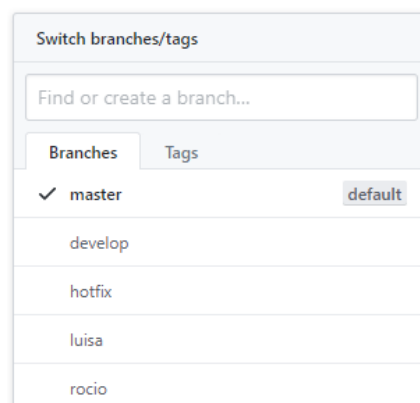 Switch branches/tags
Find or create a branch...
Branches Tags
master default
develop
hotfix
luisa
rocio